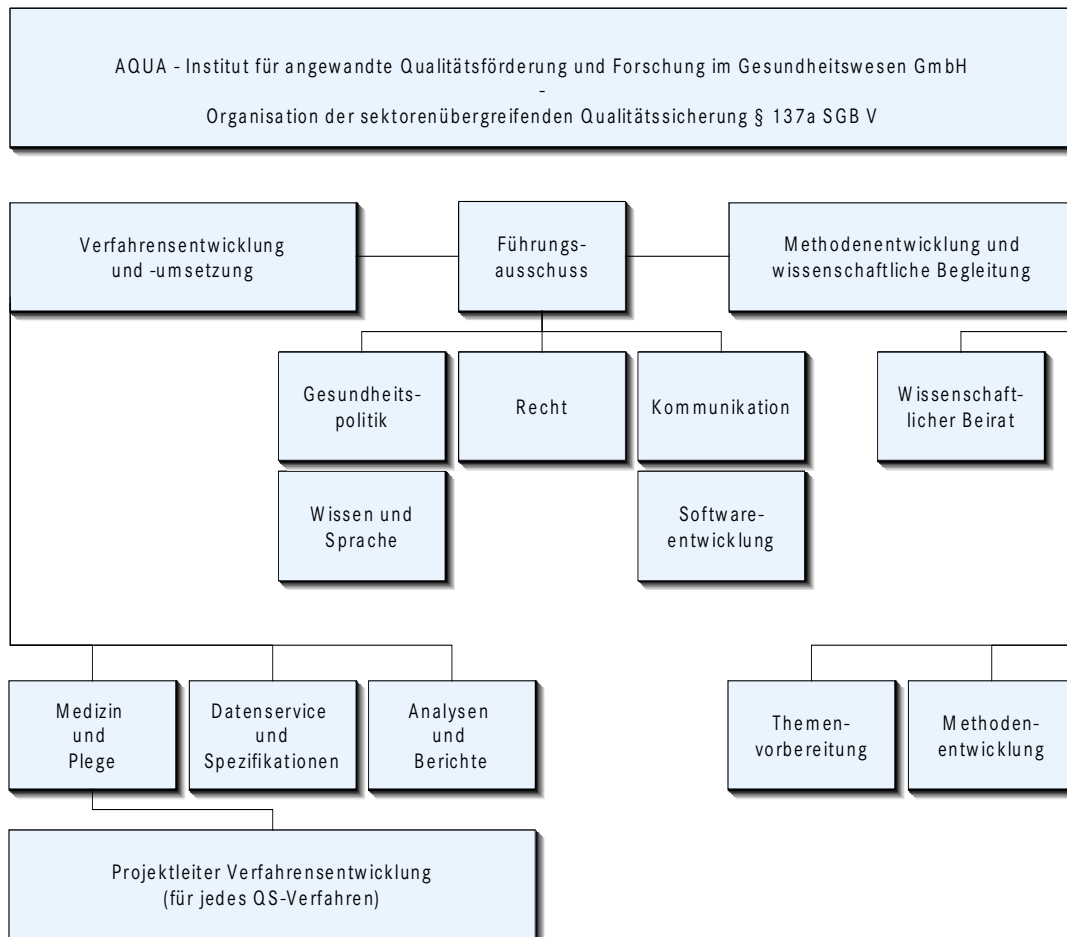 AQUA - Institut für angewandte Qualitätsförderung und Forschung im Gesundheitswesen GmbH
-
Organisation der sektorenübergreifenden Qualitätssicherung § 137a SGB V
Verfahrensentwicklung
und -umsetzung
Führungs-
ausschuss
Methodenentwicklung und
wissenschaftliche Begleitung
Gesundheits-
politik
Recht
Kommunikation
Wissenschaft-
licher Beirat
Wissen und
Sprache
Software-
entwicklung
Medizin
und
Plege
Datenservice
und
Spezifikationen
Analysen
und
Berichte
Themen-
vorbereitung
Methoden-
entwicklung
Projektleiter Verfahrensentwicklung
(für jedes QS-Verfahren)